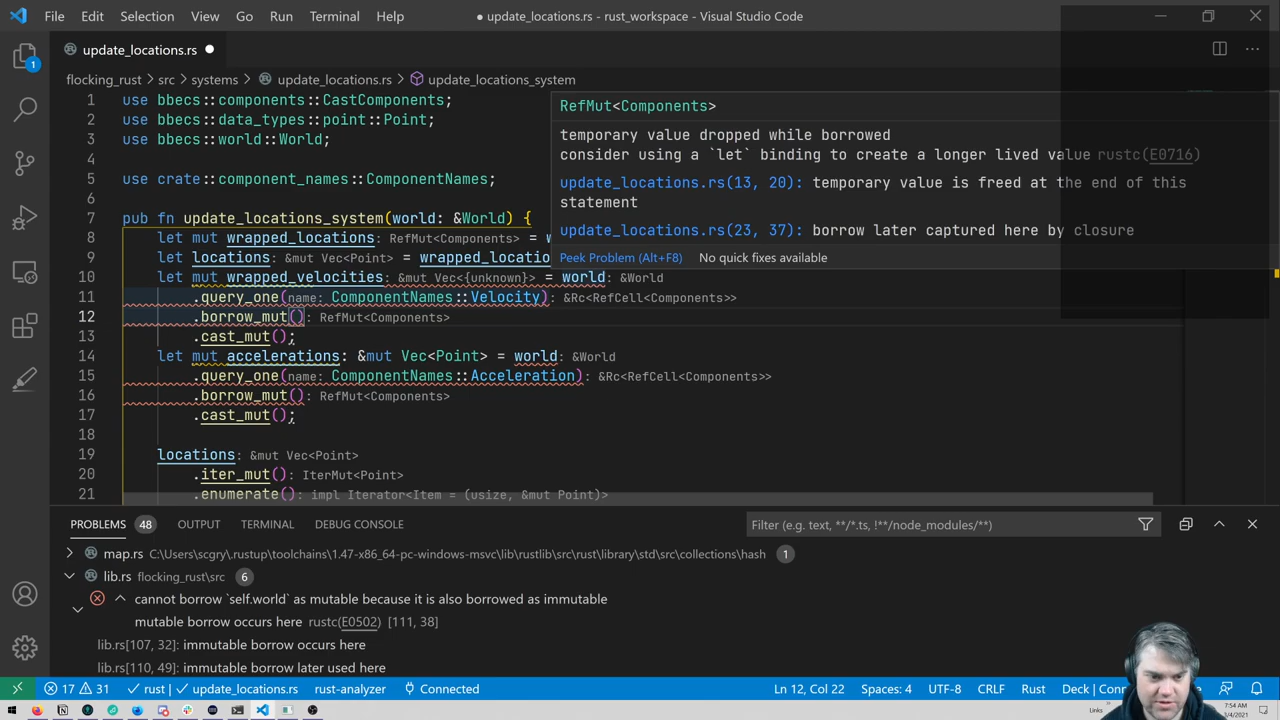 File Edit Selection View Go Run Terminal Help
● update_locations.rs - rust_workspace - Visual Studio Code
update_locations.rs ●
flocking_rust > src > systems > update_locations.rs > update_locations_system
1 use bbecs::components::CastComponents;
2 use bbecs::data_types::point::Point;
3 use bbecs::world::World;
4
5 use crate::component_names::ComponentNames;
6
7 pub fn update_locations_system(world: &World) {
8 let mut wrapped_locations: RefMut<Components> = w
9 let locations: &mut Vec<Point> = wrapped_locatio
10 let mut wrapped_velocities: &mut Vec<{unknown}> = world: &World
11 .query_one(name: ComponentNames::Velocity): &Rc<RefCell<Components>>
12 .borrow_mut(): RefMut<Components>
13 .cast_mut();
14 let mut accelerations: &mut Vec<Point> = world: &World
15 .query_one(name: ComponentNames::Acceleration): &Rc<RefCell<Components>>
16 .borrow_mut(): RefMut<Components>
17 .cast_mut();
18
19 locations: &mut Vec<Point>
20 .iter_mut(): IterMut<Point>
21 .enumerate(): impl Iterator<Item = (usize, &mut Point)>
RefMut<Components>
temporary value dropped while borrowed
consider using a `let` binding to create a longer lived value rustc(E0716)
update_locations.rs(13, 20): temporary value is freed at the end of this
statement
update_locations.rs(23, 37): borrow later captured here by closure
Peek Problem (Alt+F8) No quick fixes available
PROBLEMS 48 OUTPUT TERMINAL DEBUG CONSOLE
Filter (e.g. text, **/*.ts, !**/node_modules/**)
map.rs C:\Users\scgry\.rustup\toolchains\1.47-x86_64-pc-windows-msvc\lib\rustlib\src\rust\library\std\src\collections\hash 1
lib.rs flocking_rust\src 6
cannot borrow `self.world` as mutable because it is also borrowed as immutable
mutable borrow occurs here rustc(E0502) [111, 38]
lib.rs[107, 32]: immutable borrow occurs here
lib.rs[110, 49]: immutable borrow later used here
17 31 rust | update_locations.rs rust-analyzer Connected
Ln 12, Col 22 Spaces: 4 UTF-8 CRLF Rust Deck | Conn
Links
7:54 AM
3/4/2021
1